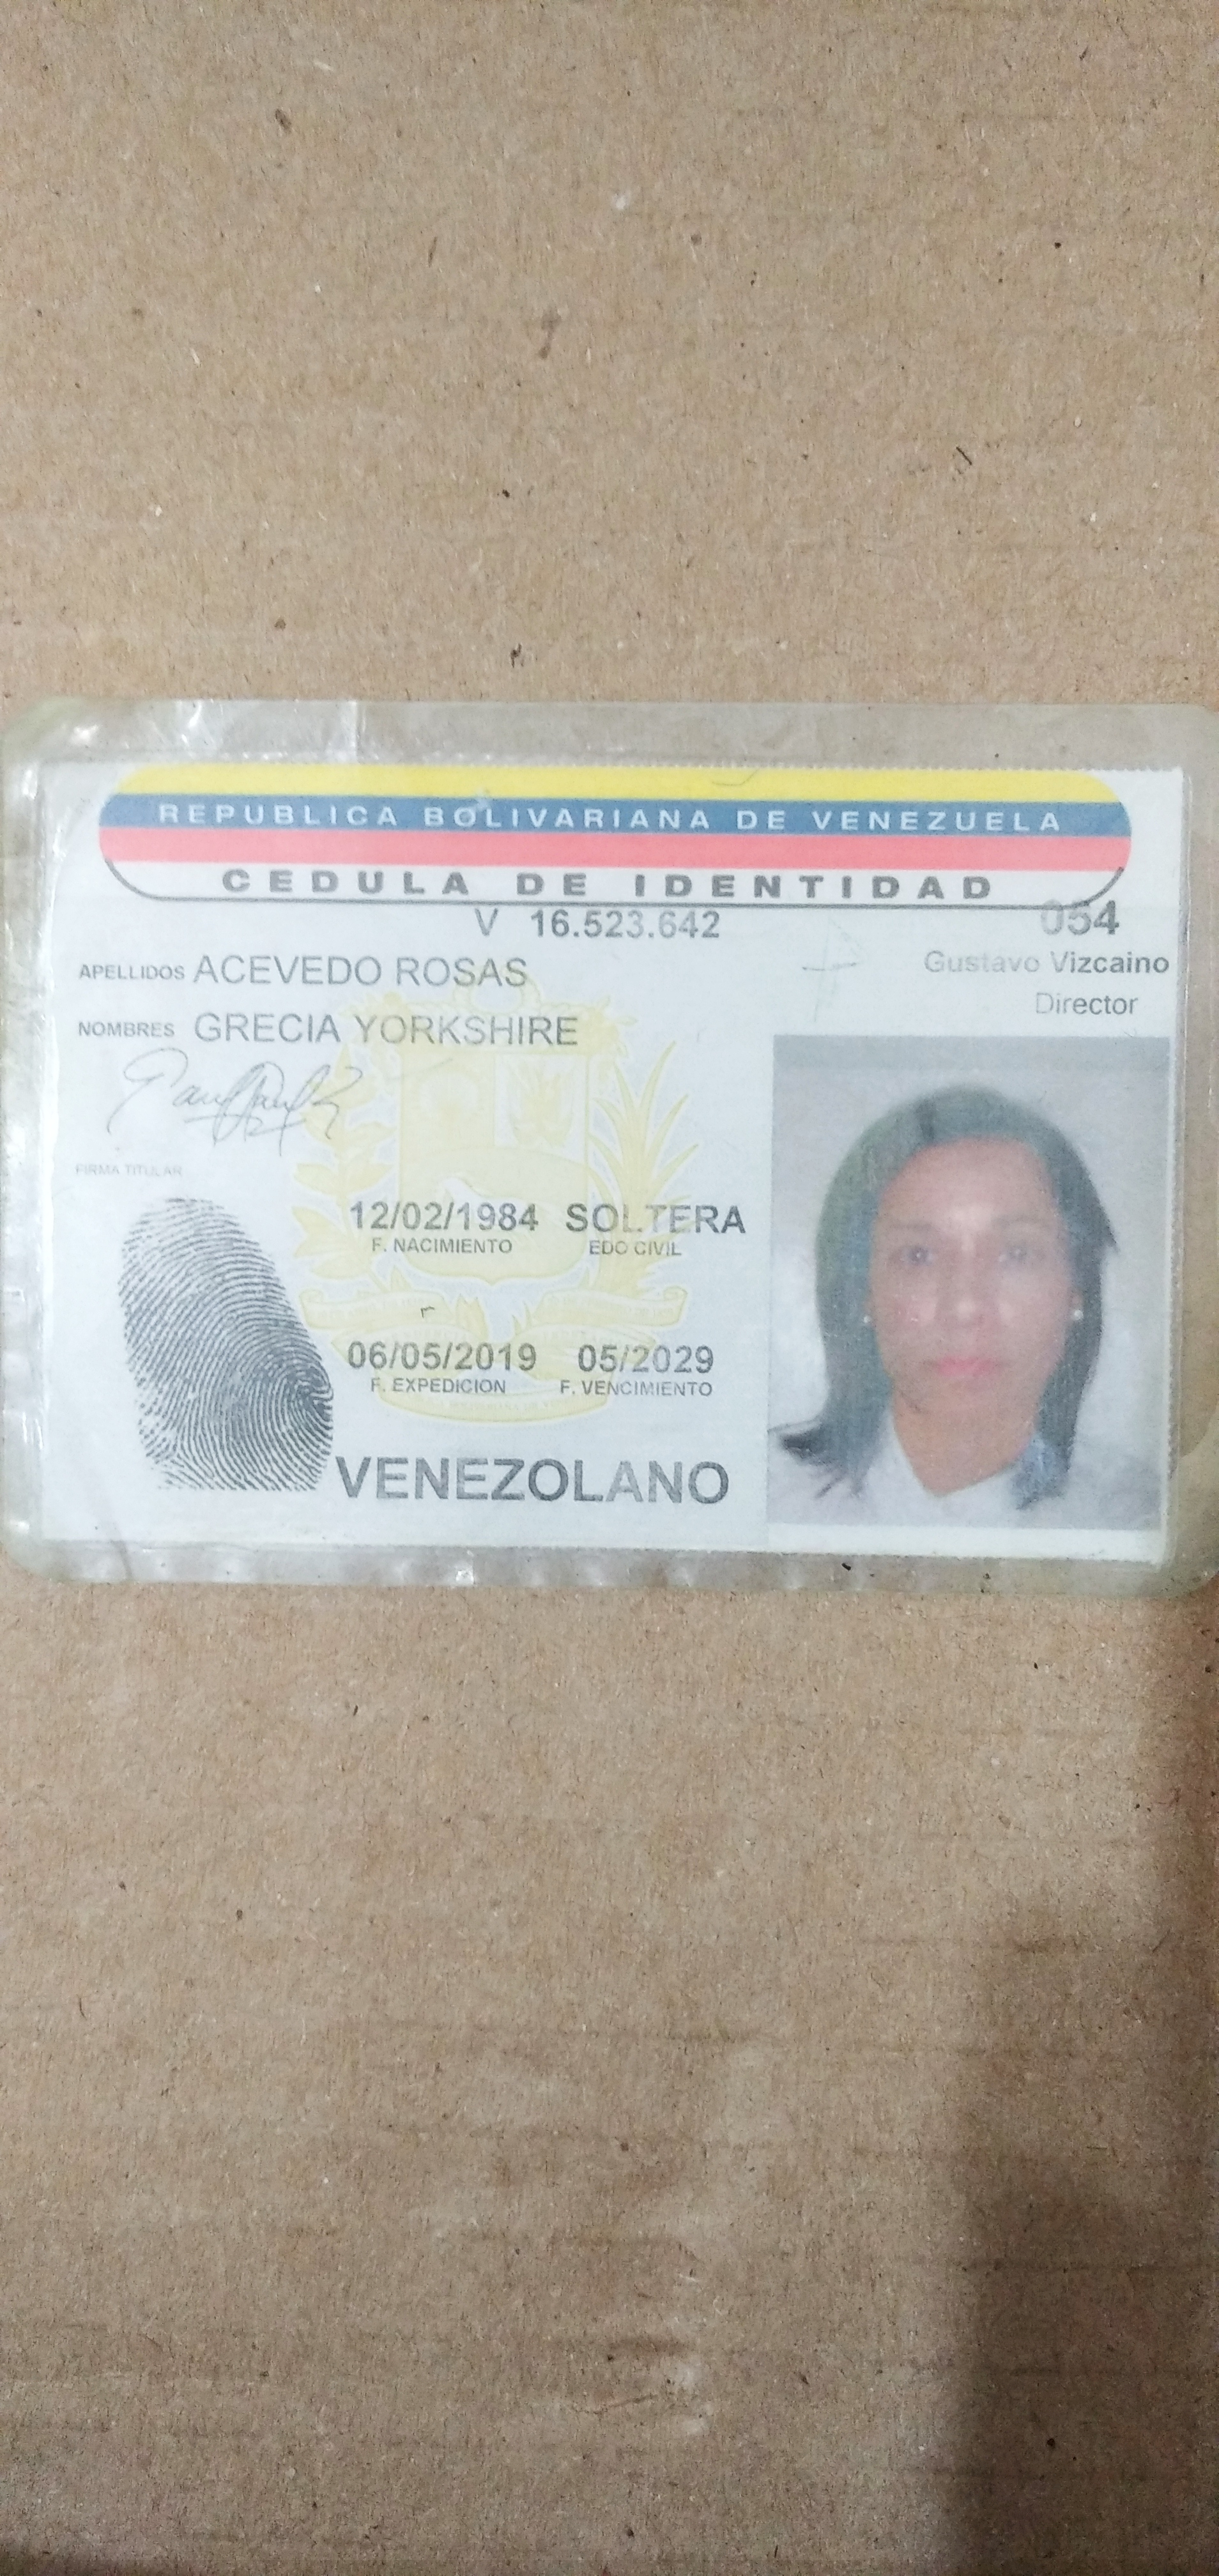 REPUBLICA BOLIVARIANA DE VENEZUELA
CEDULA DE IDENTIDAD
V 16.523.642
054
APELLIDOS ACEVEDO ROSAS
Gustavo Vizcaino
Director
NOMBRES GRECIA YORKSHIRE
FIRMA TITULAR
12/02/1984 SOLTERA
F. NACIMIENTO EDO CIVIL
06/05/2019 05/2029
F. EXPEDICION F. VENCIMIENTO
VENEZOLANO